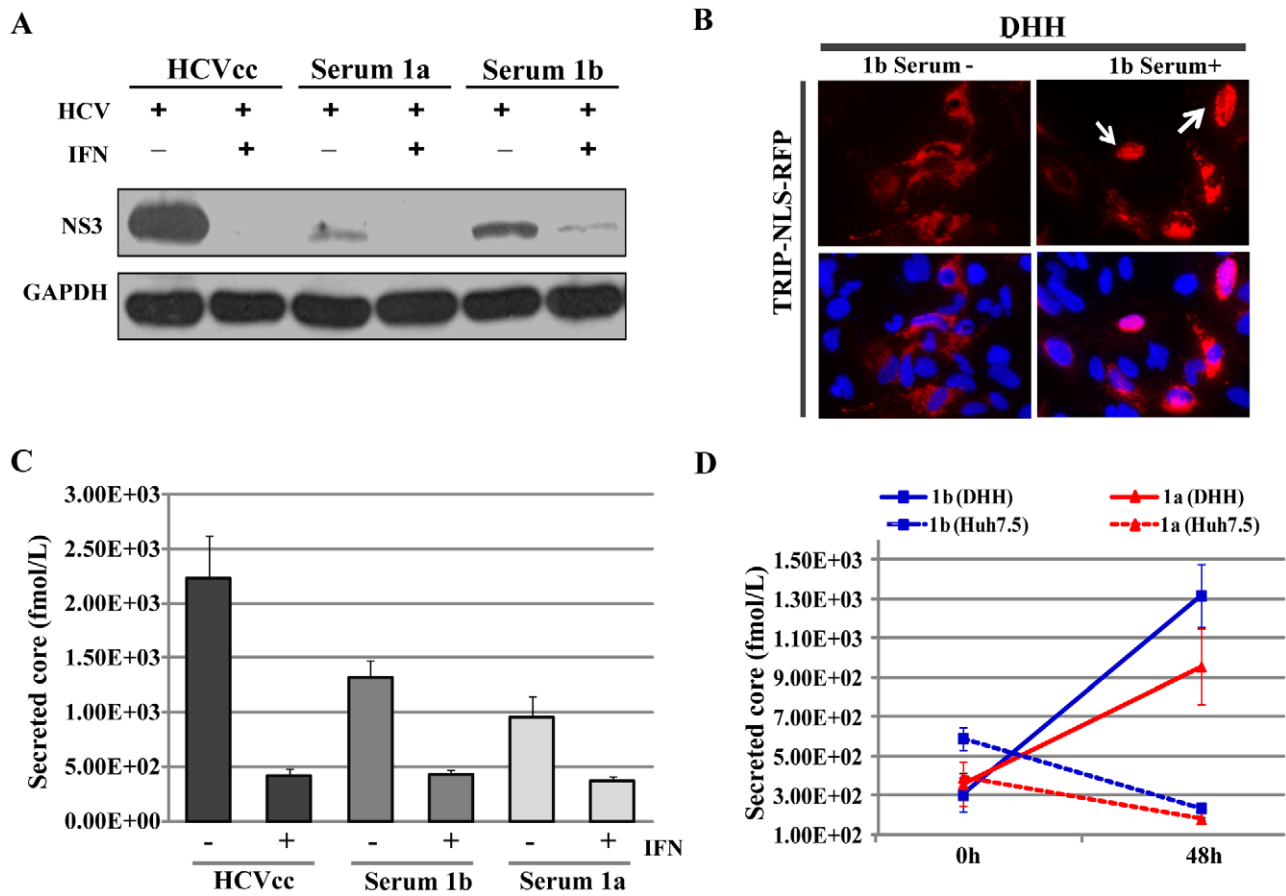 A
HCVcc Serum 1a Serum 1b
HCV + + + + + +
IFN – + – + – +
NS3
GAPDH
B
DHH
1b Serum - 1b Serum+
TRIP-NLS-RFP
C
Secreted core (fmol/L)
3.00E+03
2.50E+03
2.00E+03
1.50E+03
1.00E+03
5.00E+02
0.00E+00
- + - + - + IFN
HCVcc Serum 1b Serum 1a
D
1b (DHH) 1a (DHH)
1b (Huh7.5) 1a (Huh7.5)
Secreted core (fmol/L)
1.50E+03
1.30E+03
1.10E+03
9.00E+02
7.00E+02
5.00E+02
3.00E+02
1.00E+02
0h 48h